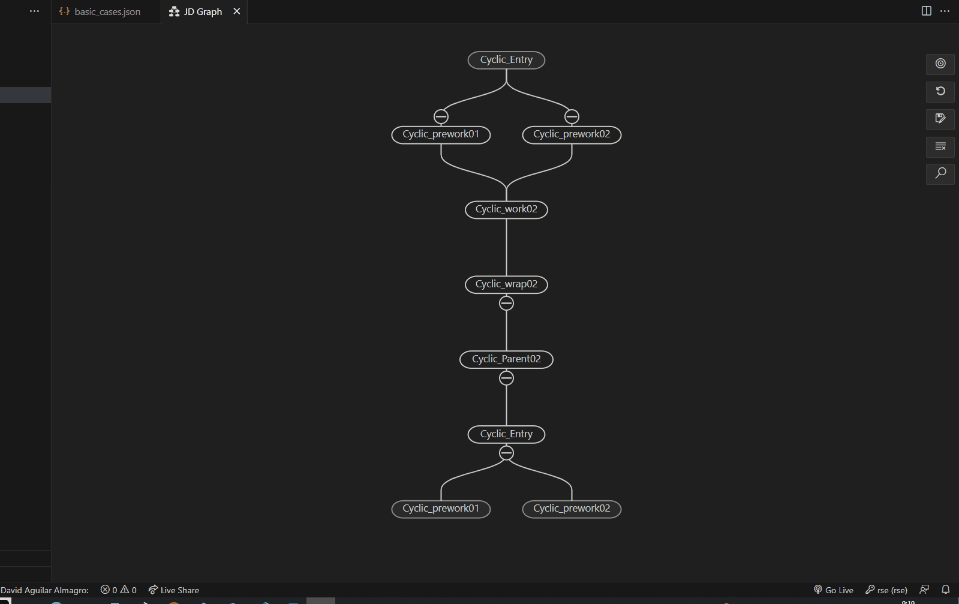 basic_cases.json
JD Graph
Cyclic_Entry
Cyclic_prework01 Cyclic_prework02
Cyclic_work02
Cyclic_wrap02
Cyclic_Parent02
Cyclic_Entry
Cyclic_prework01 Cyclic_prework02
David Aguilar Almagro: 0 0 Live Share Go Live rse (rse)